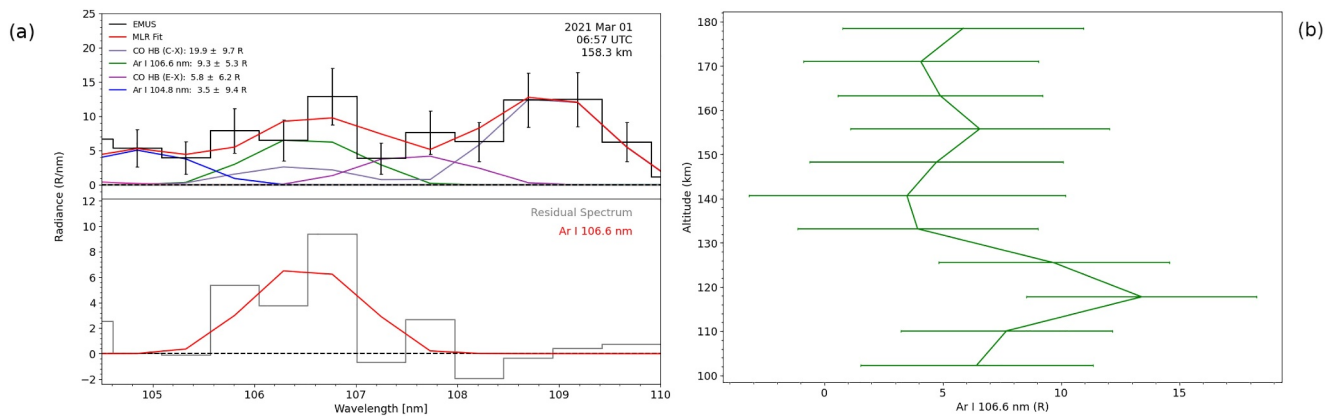 (a)
25
20
15
10
5
0
Radiance (R/nm)
EMUS
MLR Fit
CO HB (C-X): 19.9 ± 9.7 R
Ar I 106.6 nm: 9.3 ± 5.3 R
CO HB (E-X): 5.8 ± 6.2 R
Ar I 104.8 nm: 3.5 ± 9.4 R
2021 Mar 01
06:57 UTC
158.3 km
12
10
8
6
4
2
0
−2
Residual Spectrum
Ar I 106.6 nm
105 106 107 108 109 110
Wavelength [nm]
(b)
180
170
160
150
140
130
120
110
100
Altitude (km)
0 5 10 15
Ar I 106.6 nm (R)